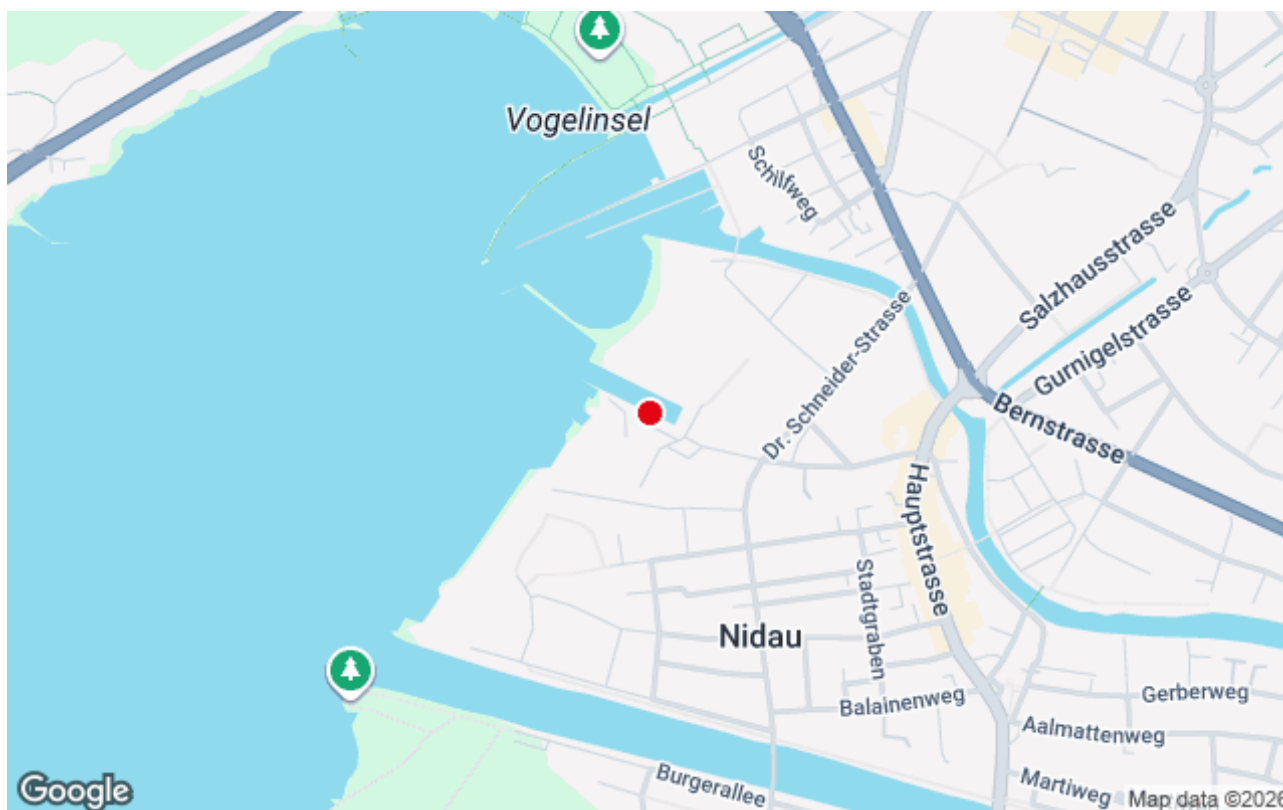 Vogelinsel
Schilfweg
Salzhausstrasse
Gurnigelstrasse
Dr. Schneider-Strasse
Bernstrasse
Hauptstrasse
Stadtgraben
Nidau
Balainenweg
Gerberweg
Aalmattenweg
Burgerallee
Martiweg
Google
Map data ©2026